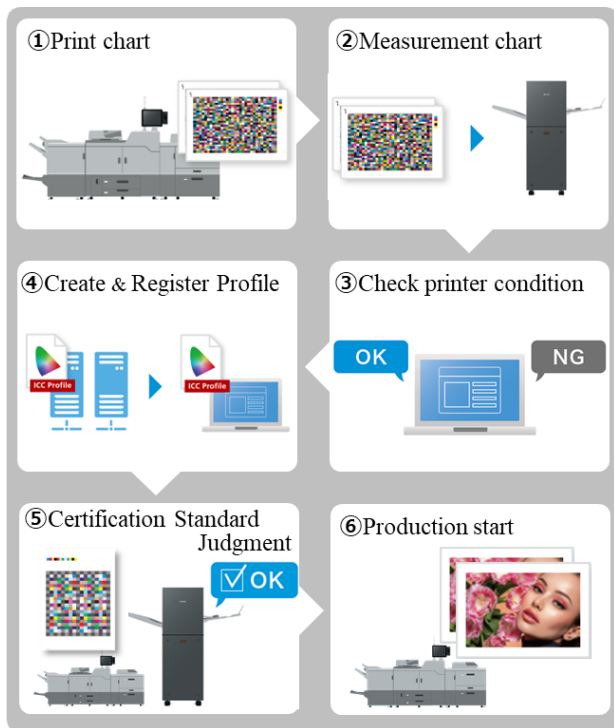 ①Print chart
②Measurement chart
③Check printer condition
OK
NG
④Create & Register Profile
ICC Profile
ICC Profile
⑤Certification Standard
Judgment
OK
⑥Production start